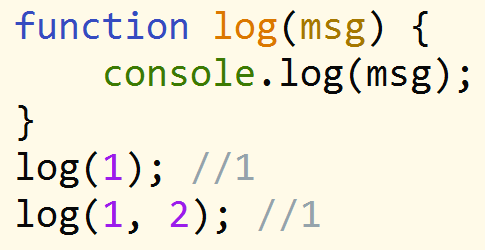 function log(msg) {
    console.log(msg);
}
log(1); //1
log(1, 2); //1